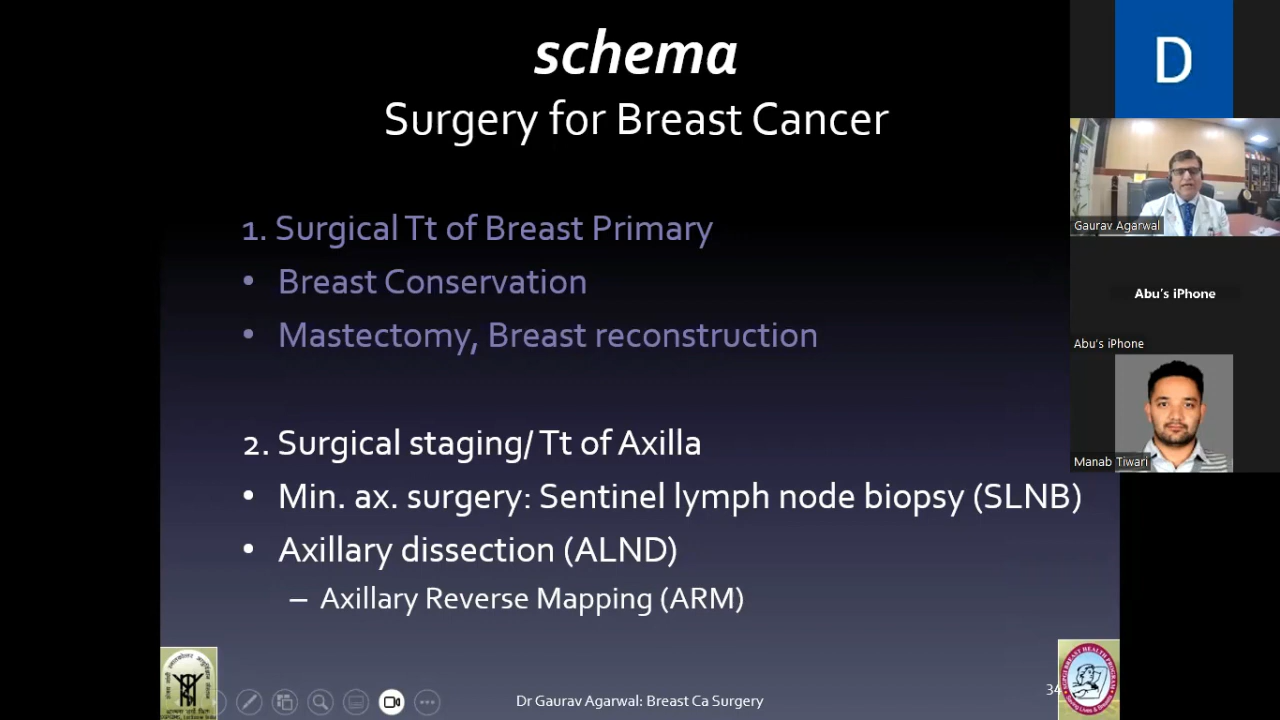 schema
Surgery for Breast Cancer
1. Surgical Tt of Breast Primary
• Breast Conservation
• Mastectomy, Breast reconstruction
2. Surgical staging/ Tt of Axilla
• Min. ax. surgery: Sentinel lymph node biopsy (SLNB)
• Axillary dissection (ALND)
– Axillary Reverse Mapping (ARM)
Dr Gaurav Agarwal: Breast Ca Surgery
34
D
Gaurav Agarwal
Abu's iPhone
Abu's iPhone
Manab Tiwari